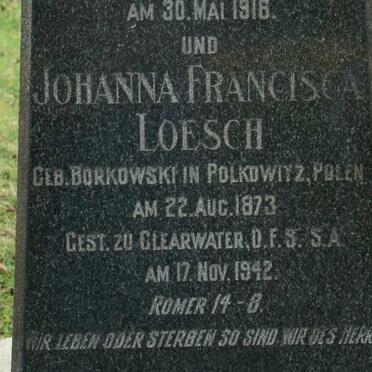 AM 30. MAI 1916.
UND
JOHANNA FRANCISCA
LOESCH
GEB. BORKOWSKI IN POLKOWITZ, POLEN
AM 22. AUG. 1873
GEST. ZU CLEARWATER, O.F.S. S.A.
AM 17. NOV. 1942.
RÖMER 14-8.
WIR LEBEN ODER STERBEN SO SIND WIR DES HERR